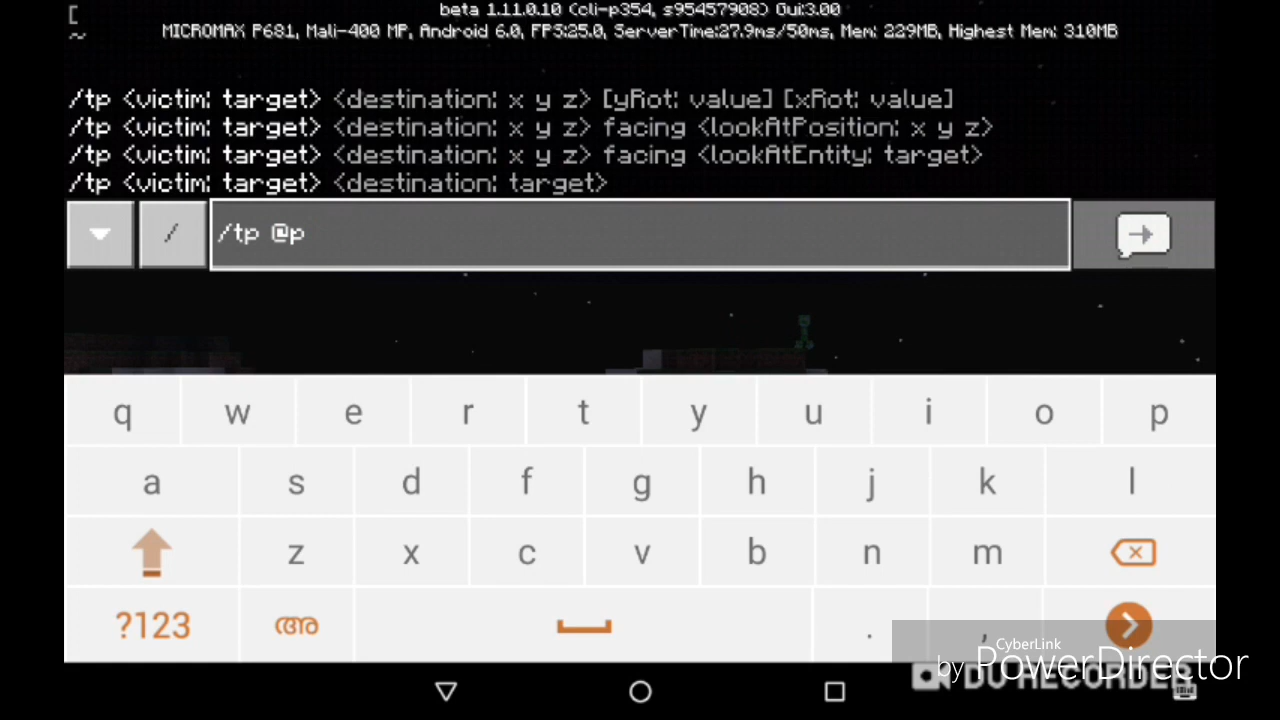 beta 1.11.0.10 (cli-p354, s95457908) Gui:3.00
MICROMAX P681, Mali-400 MP, Android 6.0, FPS:25.0, ServerTime:27.9ms/50ms, Mem: 229MB, Highest Mem: 310MB
[
~
/tp <victim: target> <destination: x y z> [yRot: value] [xRot: value]
/tp <victim: target> <destination: x y z> facing <lookAtPosition: x y z>
/tp <victim: target> <destination: x y z> facing <lookAtEntity: target>
/tp <victim: target> <destination: target>
/ /tp @p
q w e r t y u i o p
a s d f g h j k l
z x c v b n m
?123 അ . ,
CyberLink
by PowerDirector
DU RECORDER